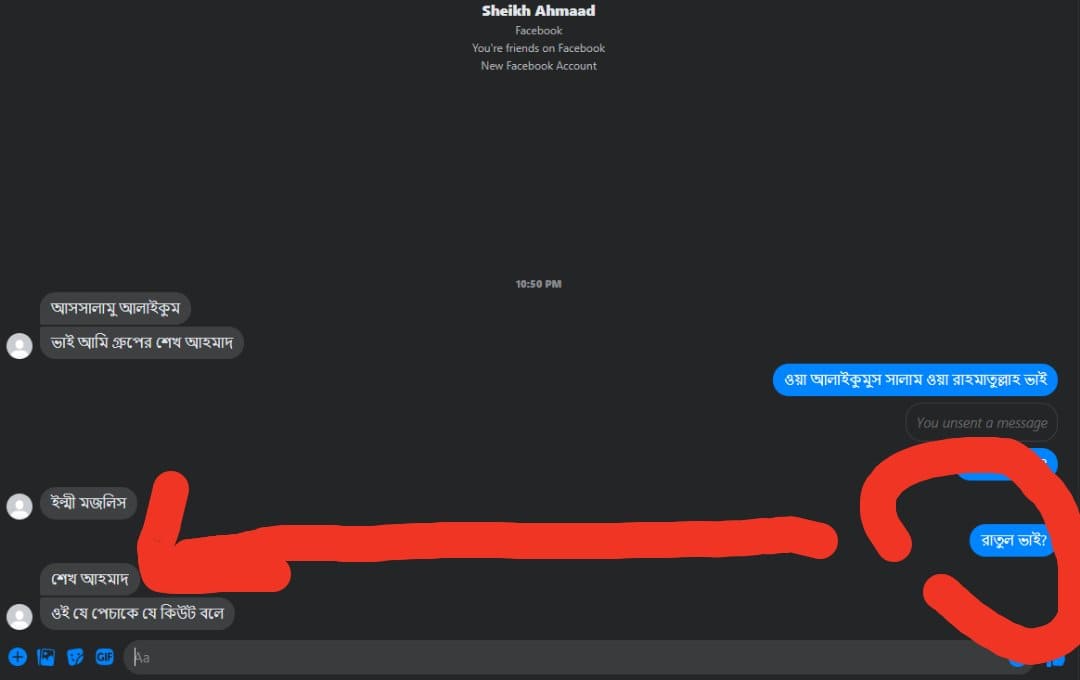 Sheikh Ahmaad
Facebook
You're friends on Facebook
New Facebook Account
10:50 PM
আসসালামু আলাইকুম
ভাই আমি গ্রুপের শেখ আহমাদ
ওয়া আলাইকুমুস সালাম ওয়া রাহমাতুল্লাহ ভাই
You unsent a message
ইল্মী মজলিস
রাতুল ভাই?
শেখ আহমাদ
ওই যে পেচাকে যে কিউট বলে
GIF
Aa